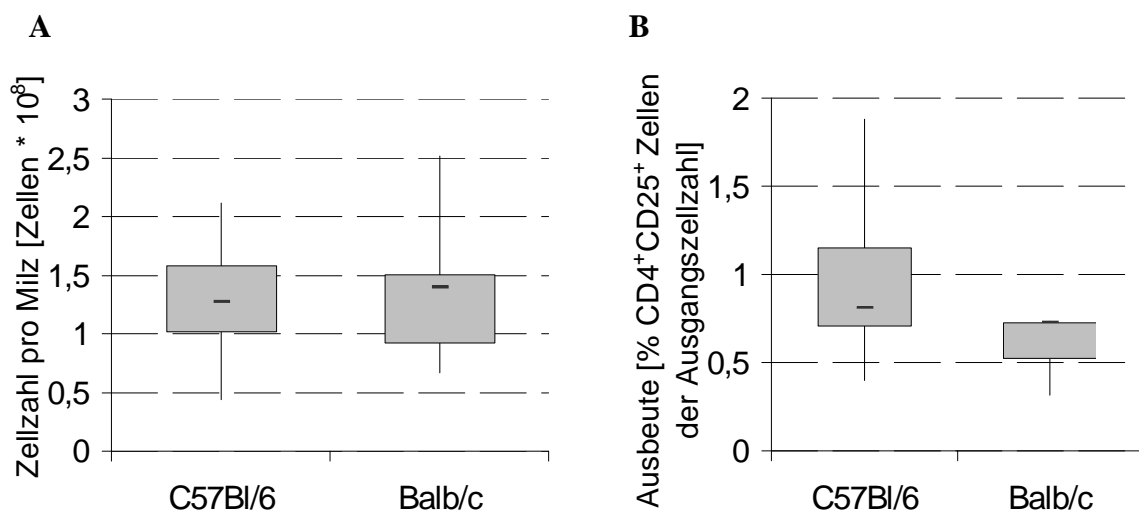 A
Zellzahl pro Milz [Zellen * 10⁸]
3
2,5
2
1,5
1
0,5
0
C57Bl/6 Balb/c
B
Ausbeute [% CD4⁺CD25⁺ Zellen
der Ausgangszellzahl]
2
1,5
1
0,5
0
C57Bl/6 Balb/c